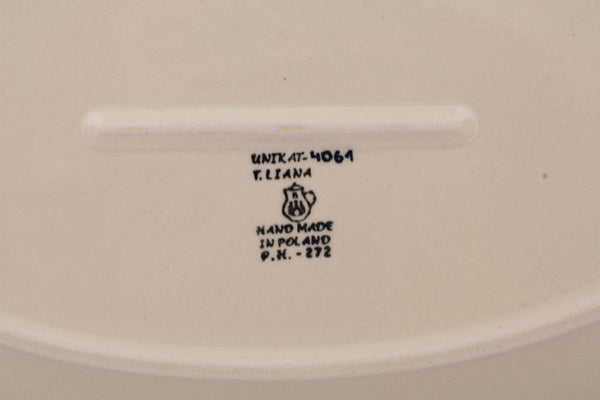 UNIKAT-4061
T. LIANA
HAND MADE
IN POLAND
P.H. - 272